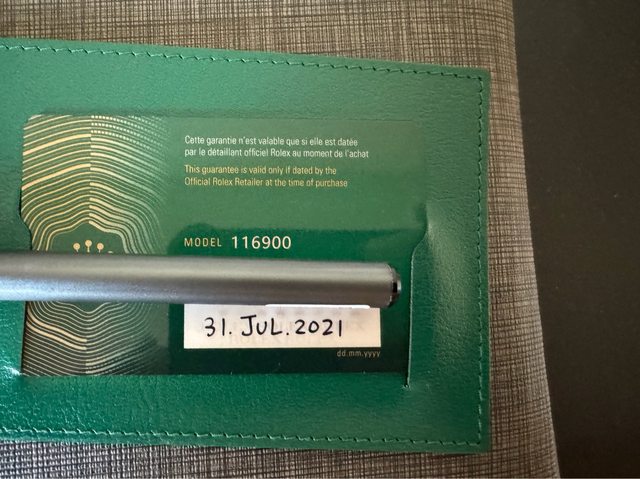 Cette garantie n'est valable que si elle est datée
par le détaillant officiel Rolex au moment de l'achat
This guarantee is valid only if dated by the
Official Rolex Retailer at the time of purchase
MODEL 116900
31. JUL. 2021
dd.mm.yyyy